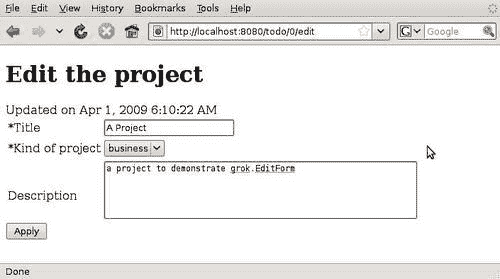 File Edit View History Bookmarks Tools Help
http://localhost:8080/todo/0/edit
Google
Edit the project
Updated on Apr 1, 2009 6:10:22 AM
*Title A Project
*Kind of project business
a project to demonstrate grok.EditForm
Description
Apply
Done